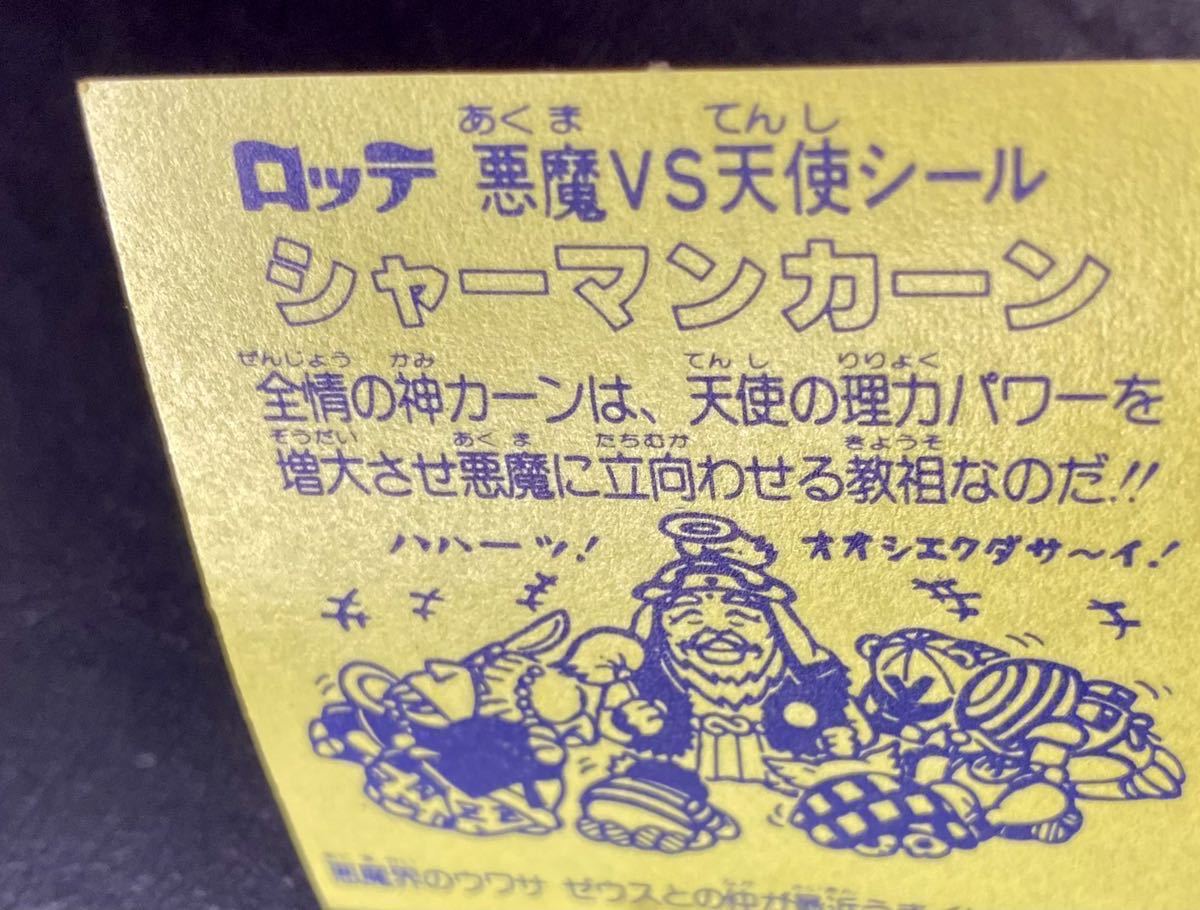 あくま てんし
ロッテ 悪魔VS天使シール
シャーマンカーン
ぜんじょう かみ てんし りりょく
全情の神カーンは、天使の理力パワーを
ぞうだい あくま たちむか きょうそ
増大させ悪魔に立向わせる教祖なのだ!!
ハハーッ! オオシエクダサ〜イ!
悪魔界のウワサ ゼウスとの仲が最近う